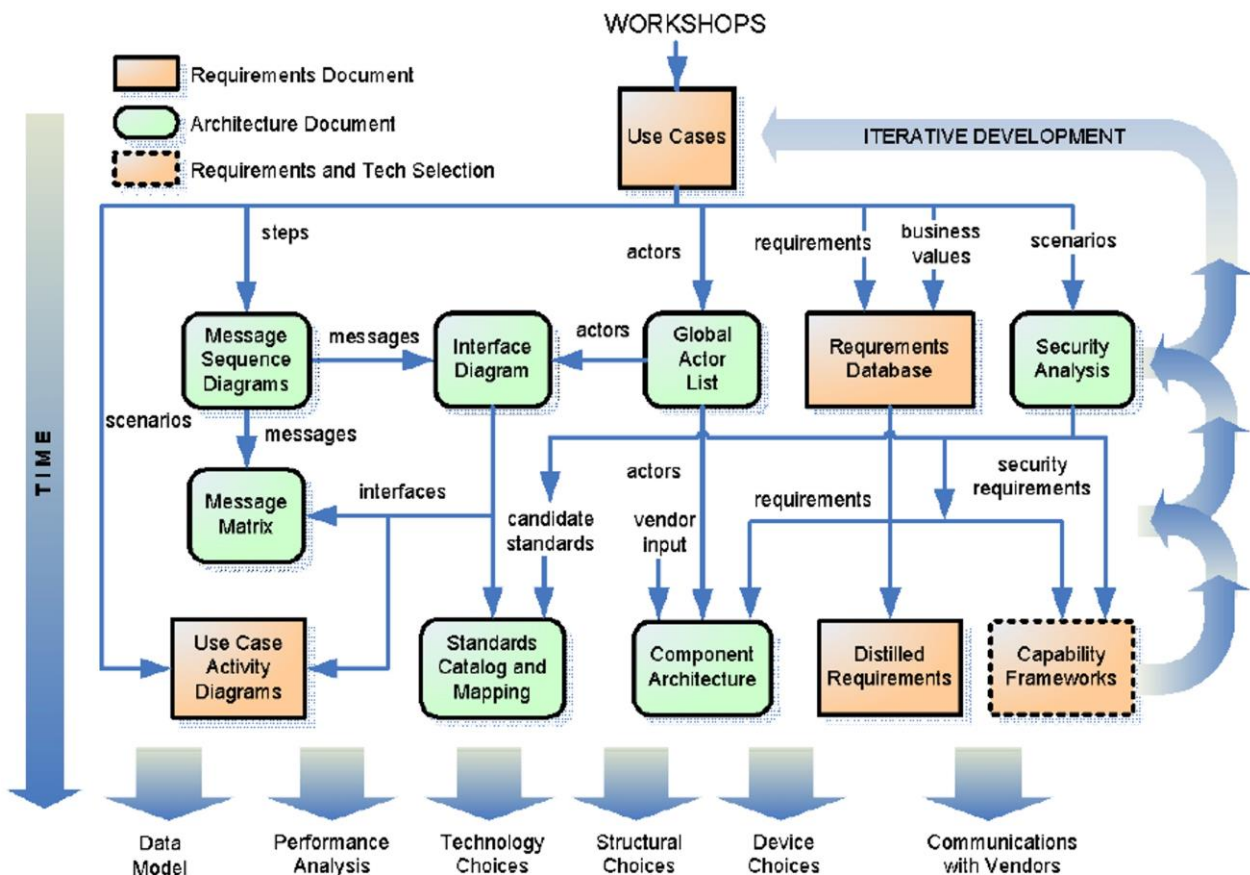 WORKSHOPS
Requirements Document
Architecture Document
Requirements and Tech Selection
Use Cases
ITERATIVE DEVELOPMENT
TIME
steps
actors
requirements
business
values
scenarios
Message
Sequence
Diagrams
messages
Interface
Diagram
actors
Global
Actor
List
Requrements
Database
Security
Analysis
scenarios
messages
Message
Matrix
interfaces
candidate
standards
actors
vendor
input
requirements
security
requirements
Use Case
Activity
Diagrams
Standards
Catalog and
Mapping
Component
Architecture
Distilled
Requirements
Capability
Frameworks
Data
Model
Performance
Analysis
Technology
Choices
Structural
Choices
Device
Choices
Communications
with Vendors